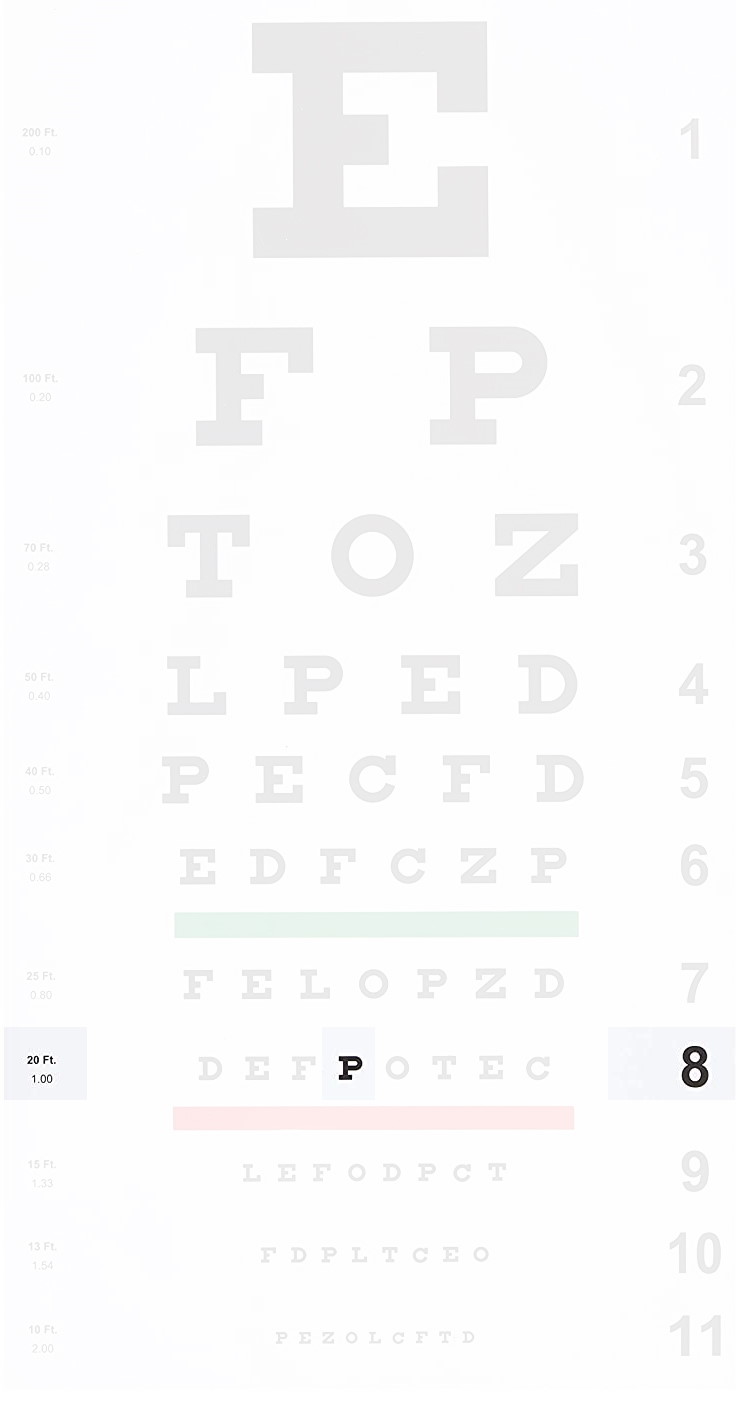 E
200 Ft.
0.10
1
F P
100 Ft.
0.20
2
T O Z
70 Ft.
0.28
3
L P E D
50 Ft.
0.40
4
P E C F D
40 Ft.
0.50
5
E D F C Z P
30 Ft.
0.66
6
F E L O P Z D
25 Ft.
0.80
7
D E F P O T E C
20 Ft.
1.00
8
L E F O D P C T
15 Ft.
1.33
9
F D P L T C E O
13 Ft.
1.54
10
P E Z O L C F T D
10 Ft.
2.00
11